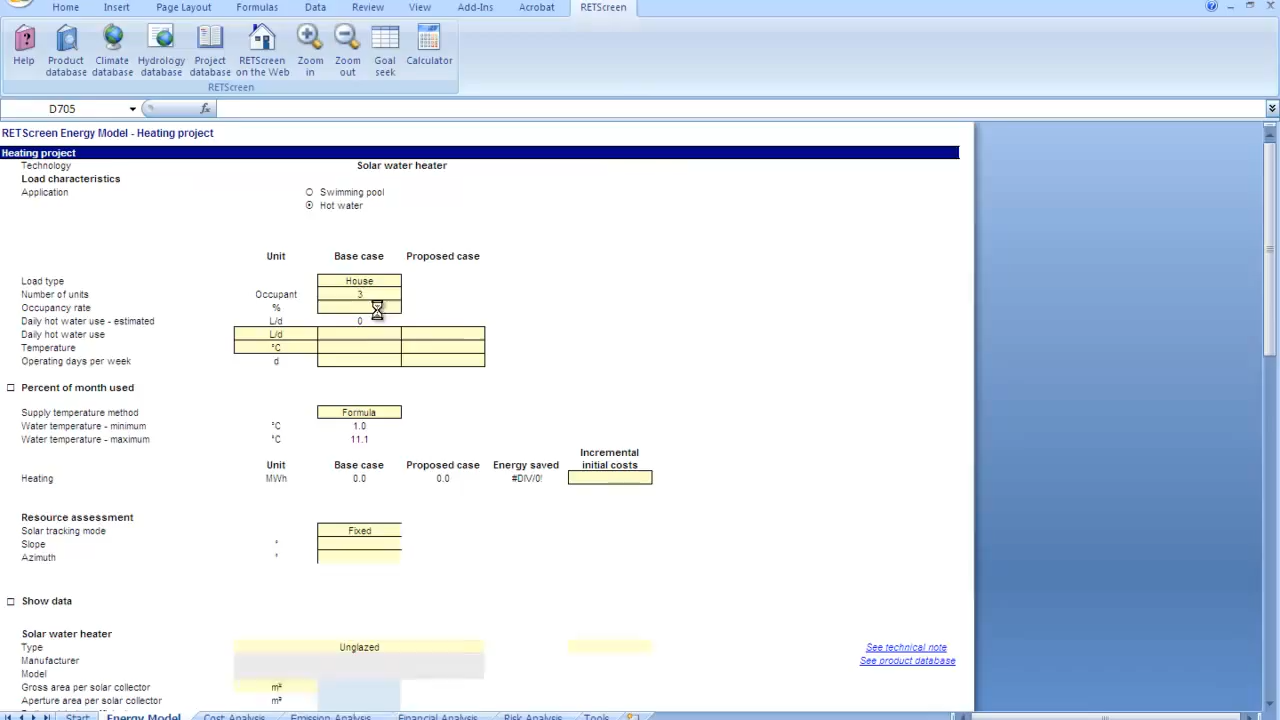 Home Insert Page Layout Formulas Data Review View Add-Ins Acrobat RETScreen
Help Product database Climate database Hydrology database Project database RETScreen on the Web Zoom in Zoom out Goal seek Calculator
RETScreen
D705 fx
RETScreen Energy Model - Heating project
Heating project
Technology Solar water heater
Load characteristics
Application Swimming pool
Hot water
Unit Base case Proposed case
Load type House
Number of units Occupant 3
Occupancy rate %
Daily hot water use - estimated L/d 0
Daily hot water use L/d
Temperature °C
Operating days per week d
Percent of month used
Supply temperature method Formula
Water temperature - minimum °C 1.0
Water temperature - maximum °C 11.1
Unit Base case Proposed case Energy saved Incremental initial costs
Heating MWh 0.0 0.0 #DIV/0!
Resource assessment
Solar tracking mode Fixed
Slope °
Azimuth °
Show data
Solar water heater
Type Unglazed See technical note
Manufacturer See product database
Model
Gross area per solar collector m²
Aperture area per solar collector m²
Start Energy Model Cost Analysis Emission Analysis Financial Analysis Risk Analysis Tools